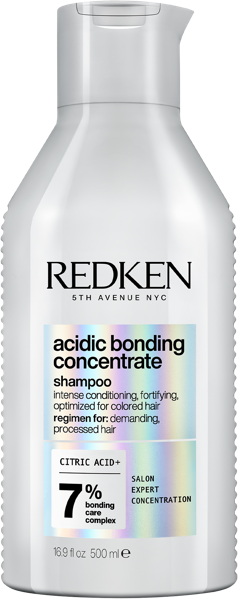 REDKEN
5TH AVENUE NYC
acidic bonding
concentrate
shampoo
intense conditioning, fortifying,
optimized for colored hair
regimen for: demanding,
processed hair
CITRIC ACID+
7%
bonding
care
complex
SALON
EXPERT
CONCENTRATION
16.9 fl oz 500 ml ℮